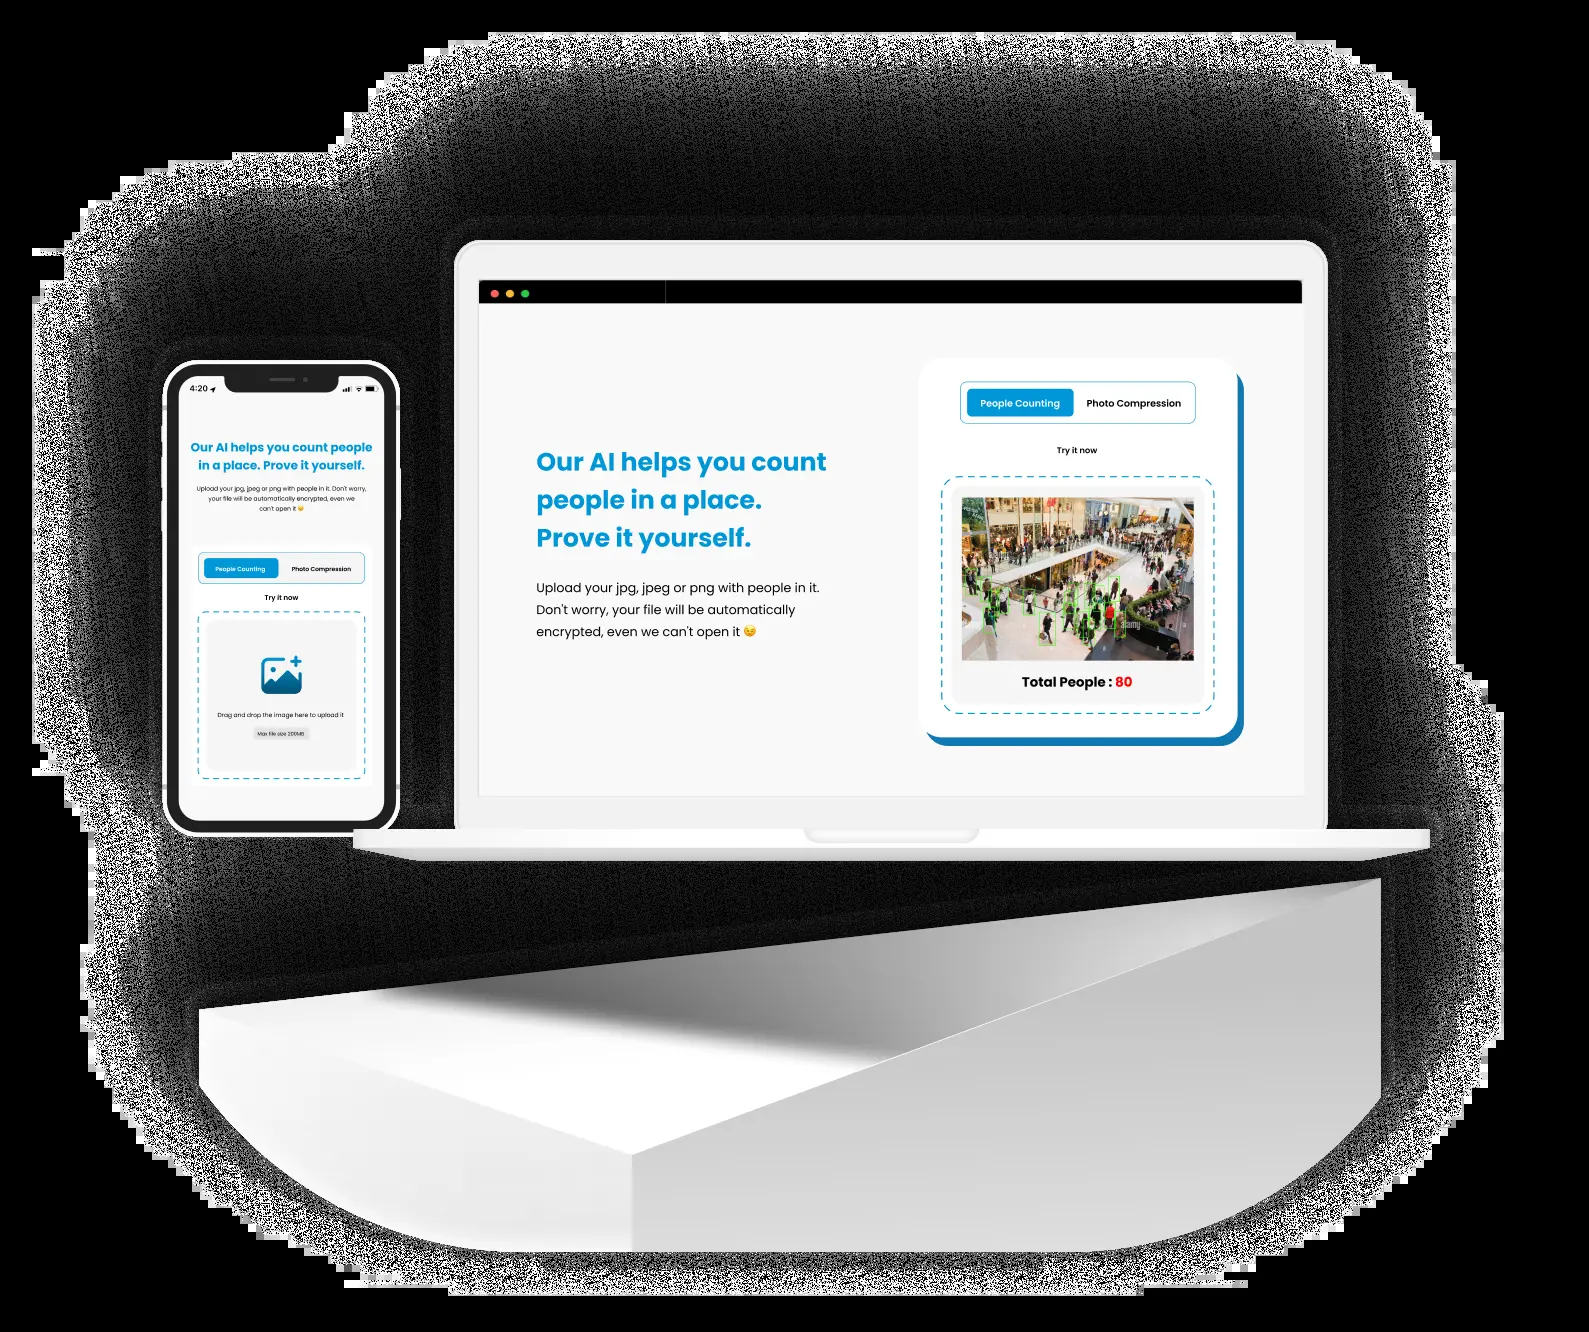 4:20
Our AI helps you count people
in a place. Prove it yourself.
Upload your jpg, jpeg or png with people in it. Don't worry,
your file will be automatically encrypted, even we
can't open it 😉
People Counting
Photo Compression
Try it now
Drag and drop the image here to upload it
Max file size 200MB
Our AI helps you count
people in a place.
Prove it yourself.
Upload your jpg, jpeg or png with people in it.
Don't worry, your file will be automatically
encrypted, even we can't open it 😉
People Counting
Photo Compression
Try it now
alamy
Total People : 80